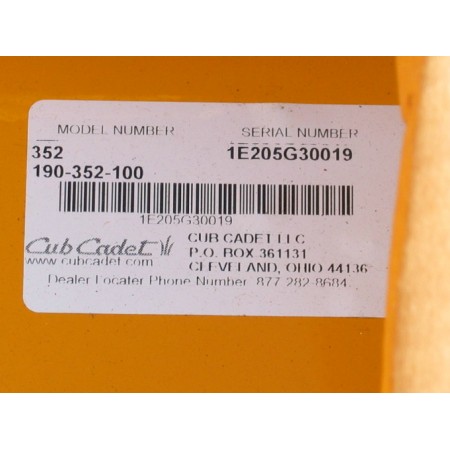 MODEL NUMBER SERIAL NUMBER
352 1E205G30019
190-352-100
1E205G30019
Cub Cadet CUB CADET LLC
www.cubcadet.com P.O. BOX 361131
CLEVELAND, OHIO 44136
Dealer Locater Phone Number 877 282-8684